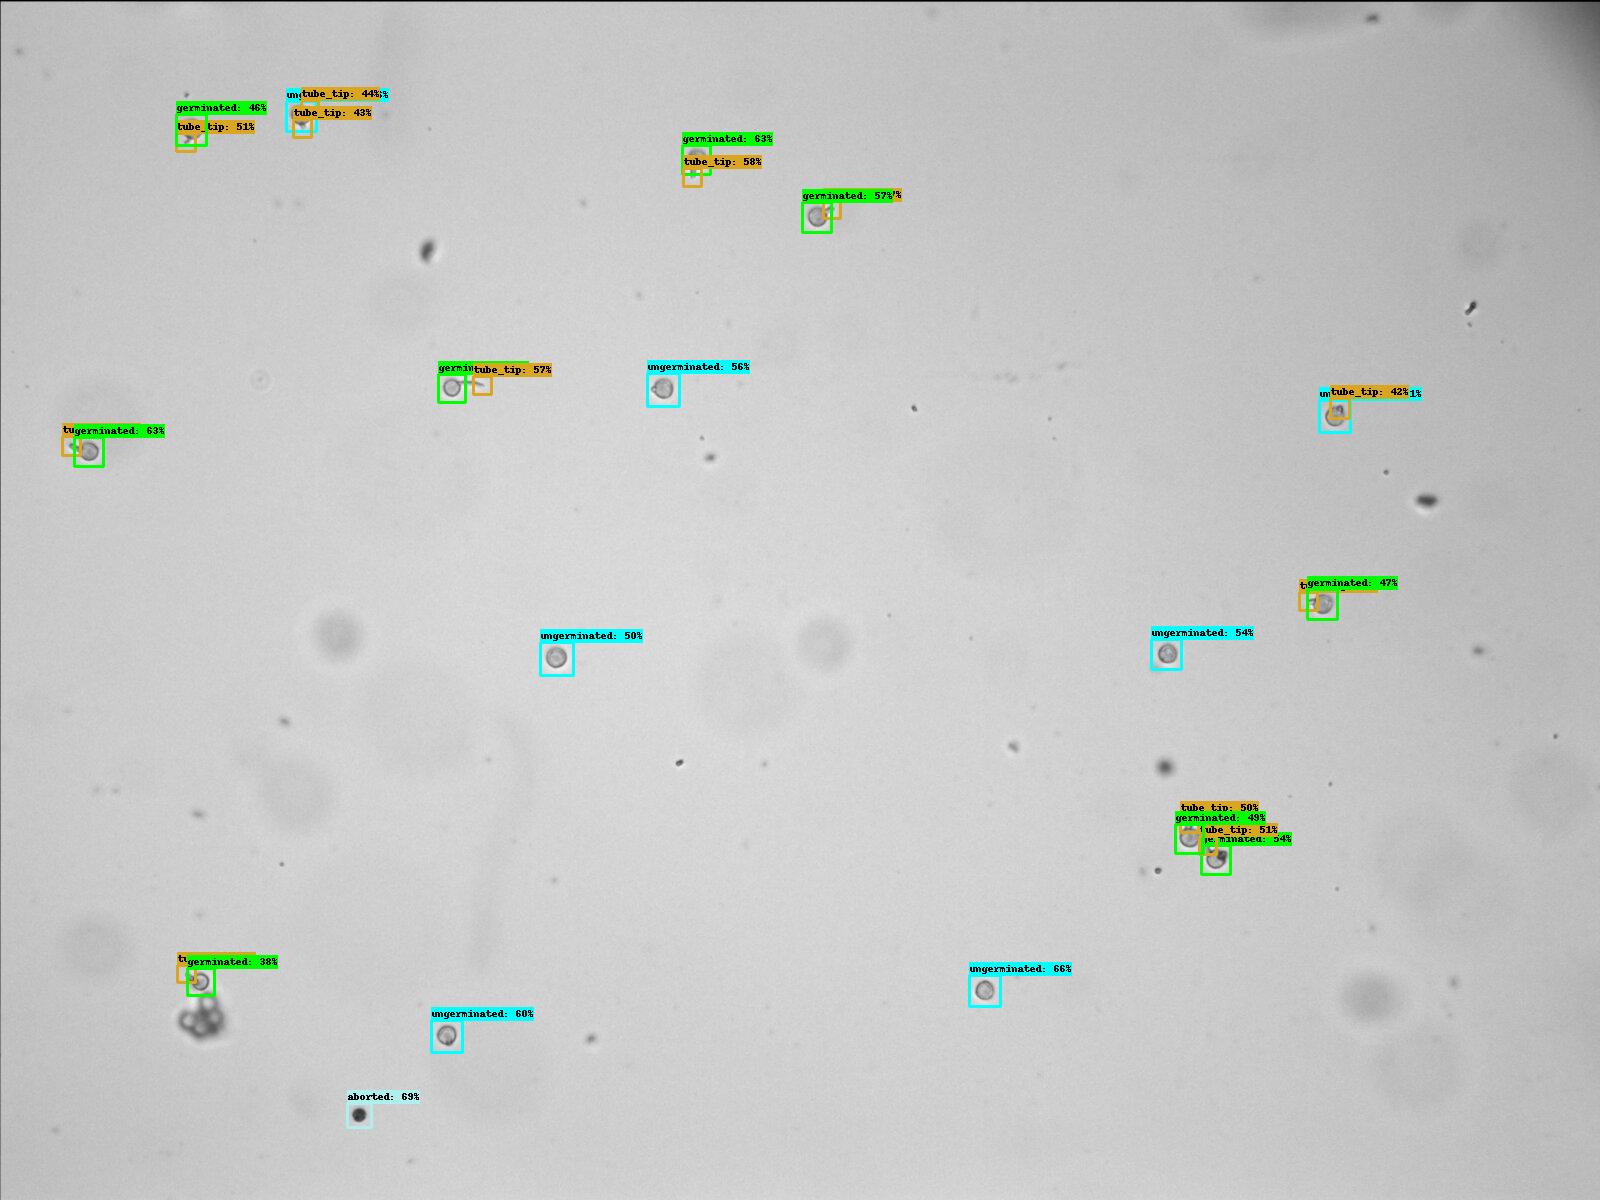 tube_tip: 44%
germinated: 46%
tube_tip: 43%
tube_tip: 51%
germinated: 63%
tube_tip: 58%
germinated: 57%
ungerminated: 56%
tube_tip: 57%
tube_tip: 42%
germinated: 63%
germinated: 47%
ungerminated: 54%
ungerminated: 50%
tube_tip: 50%
germinated: 49%
tube_tip: 51%
germinated: 54%
germinated: 38%
ungerminated: 66%
ungerminated: 60%
aborted: 69%